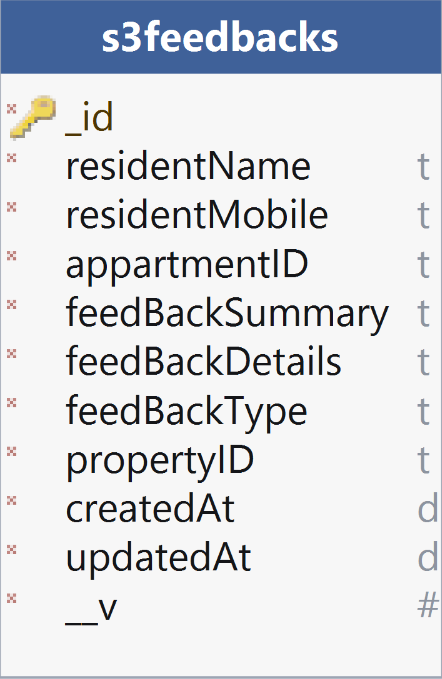 s3feedbacks
_id
residentName t
residentMobile t
appartmentID t
feedBackSummary t
feedBackDetails t
feedBackType t
propertyID t
createdAt d
updatedAt d
__v #